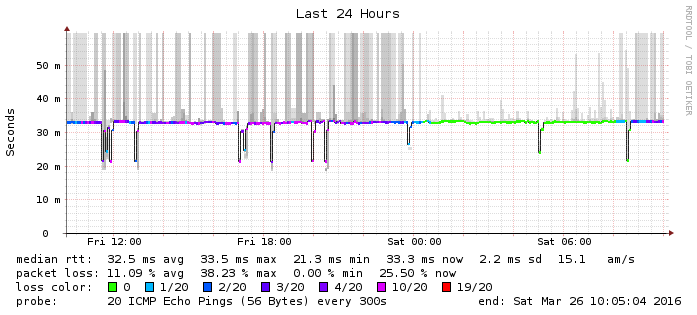 Last 24 Hours
RRDTOOL / TOBI OETIKER
Seconds
50 m
40 m
30 m
20 m
10 m
0
Fri 12:00 Fri 18:00 Sat 00:00 Sat 06:00
median rtt: 32.5 ms avg 33.5 ms max 21.3 ms min 33.3 ms now 2.2 ms sd 15.1 am/s
packet loss: 11.09 % avg 38.23 % max 0.00 % min 25.50 % now
loss color: 0 1/20 2/20 3/20 4/20 10/20 19/20
probe: 20 ICMP Echo Pings (56 Bytes) every 300s end: Sat Mar 26 10:05:04 2016